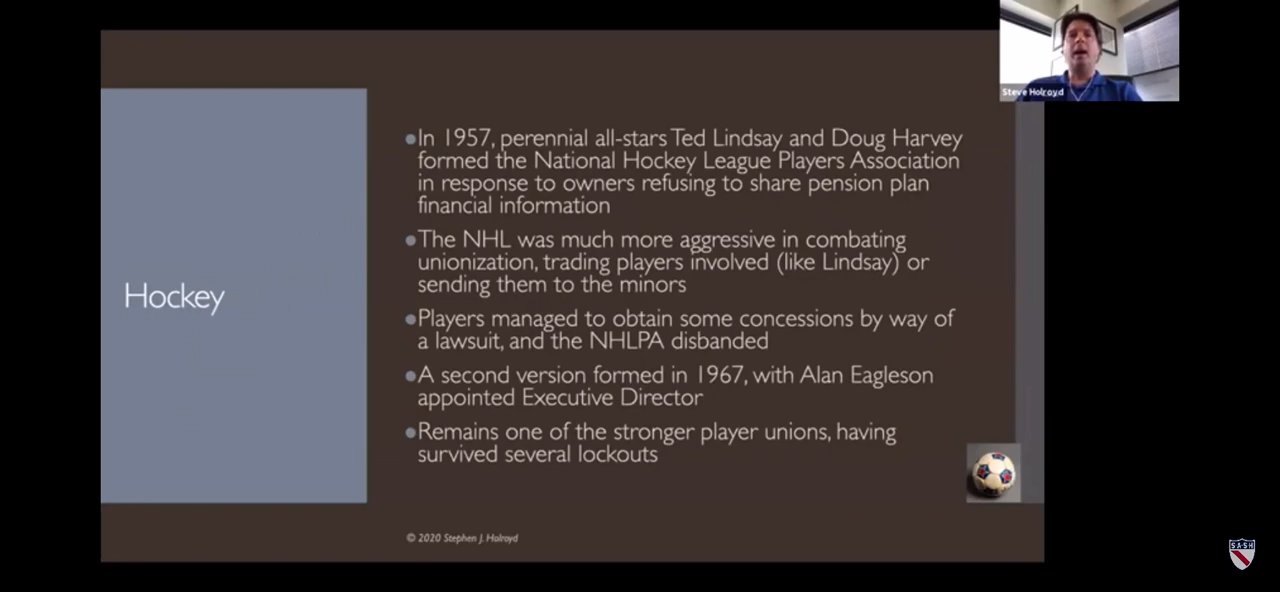 Steve Holroyd
Hockey
•In 1957, perennial all-stars Ted Lindsay and Doug Harvey
formed the National Hockey League Players Association
in response to owners refusing to share pension plan
financial information
•The NHL was much more aggressive in combating
unionization, trading players involved (like Lindsay) or
sending them to the minors
•Players managed to obtain some concessions by way of
a lawsuit, and the NHLPA disbanded
•A second version formed in 1967, with Alan Eagleson
appointed Executive Director
•Remains one of the stronger player unions, having
survived several lockouts
© 2020 Stephen J. Holroyd
SASH